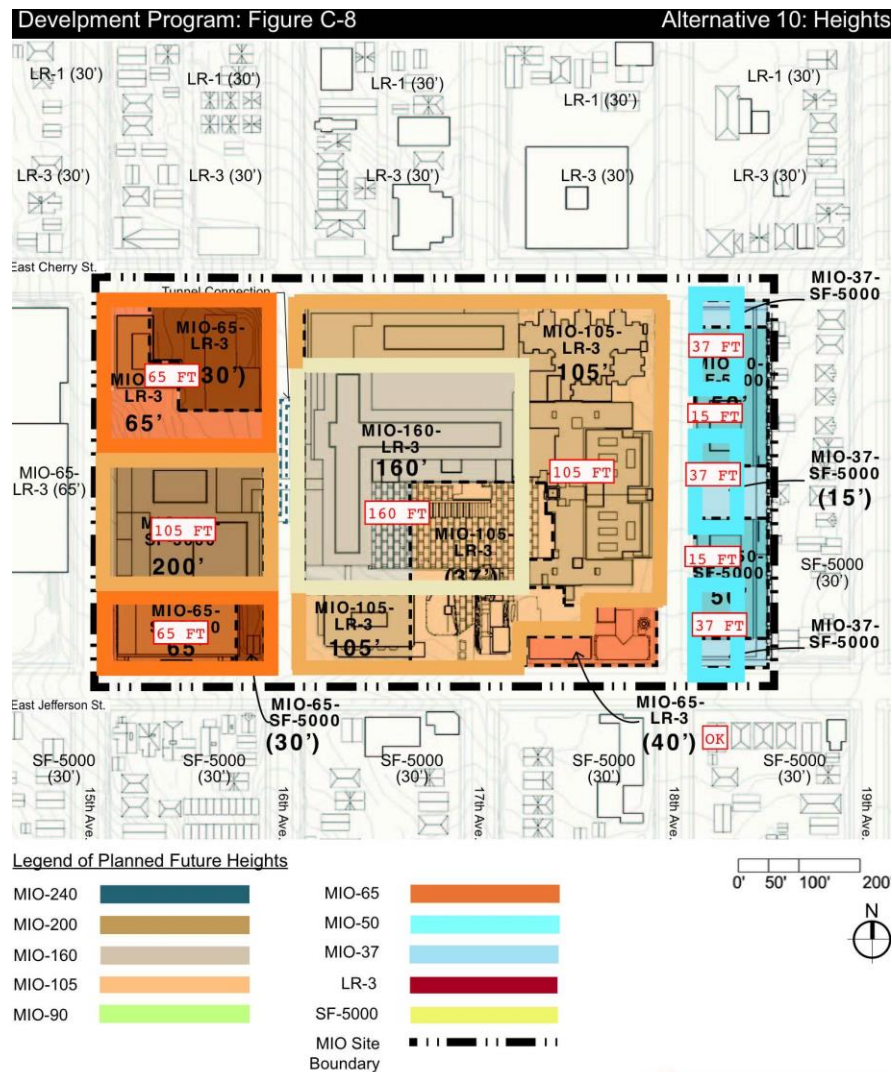 Develpment Program: Figure C-8
Alternative 10: Heights
LR-1 (30')
LR-1 (30')
LR-1 (30')
LR-1 (30')
LR-1 (30')
LR-3 (30')
LR-3 (30')
LR-3 (30')
LR-3 (30')
LR-3 (30')
East Cherry St.
Tunnel Connection
MIO-37-
SF-5000
MIO-65-
LR-3
30')
65 FT
LR-3
65'
MIO-105-
LR-3
105'
37 FT
15 FT
MIO-160-
LR-3
160'
MIO-65-
LR-3 (65')
MIO-37-
SF-5000
(15')
37 FT
105 FT
105 FT
SF-5000
200'
160 FT
MIO-105-
LR-3
(37')
15 FT
SF-5000
SF-5000
(30')
MIO-65-
65 FT
65
MIO-105-
LR-3
105'
37 FT
MIO-37-
SF-5000
East Jefferson St.
MIO-65-
SF-5000
(30')
MIO-65-
LR-3
(40')
OK
SF-5000
(30')
SF-5000
(30')
SF-5000
(30')
SF-5000
(30')
SF-5000
(30')
15th Ave.
16th Ave.
17th Ave.
18th Ave.
19th Ave.
Legend of Planned Future Heights
MIO-240
MIO-200
MIO-160
MIO-105
MIO-90
MIO-65
MIO-50
MIO-37
LR-3
SF-5000
MIO Site
Boundary
0' 50' 100' 200'
N